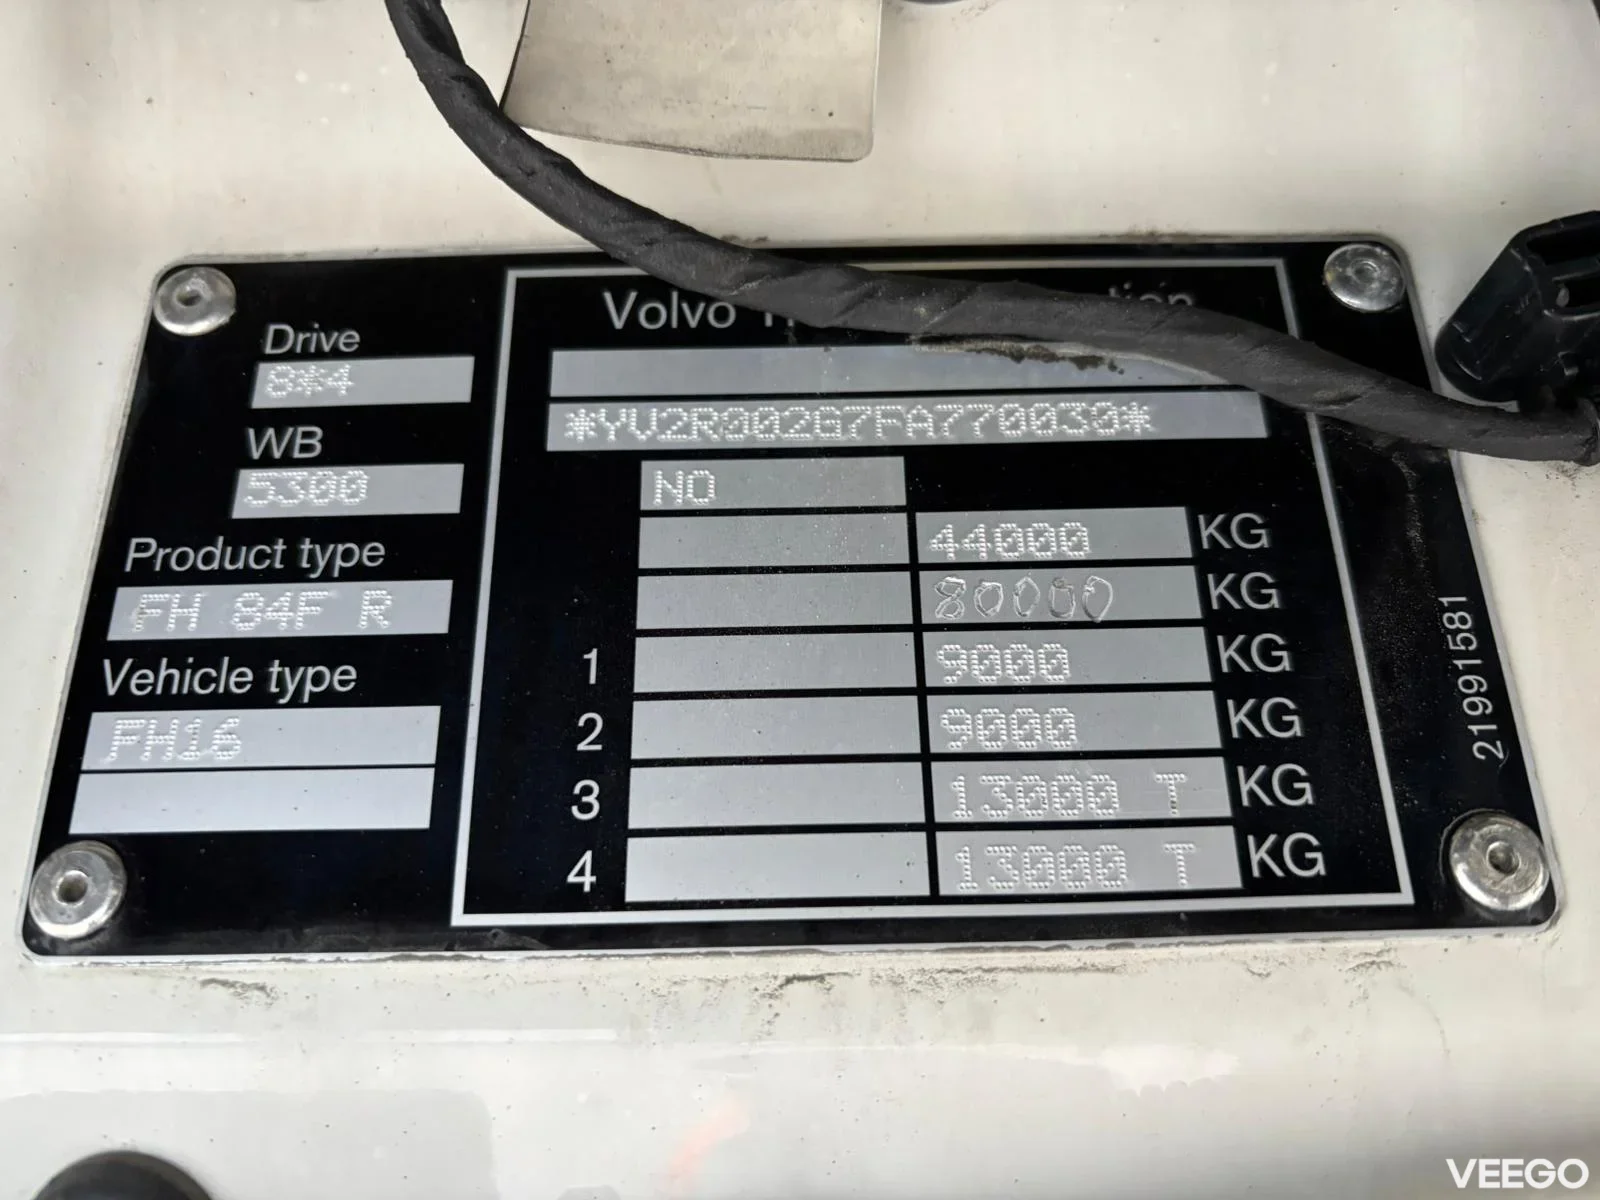 Drive
8*4
WB
5300
Product type
FH 84F R
Vehicle type
FH16
Volvo
*YV2R002G7FA770030*
NO
44000 KG
80000 KG
1 9000 KG
2 9000 KG
3 13000 T KG
4 13000 T KG
21991581
VEEGO